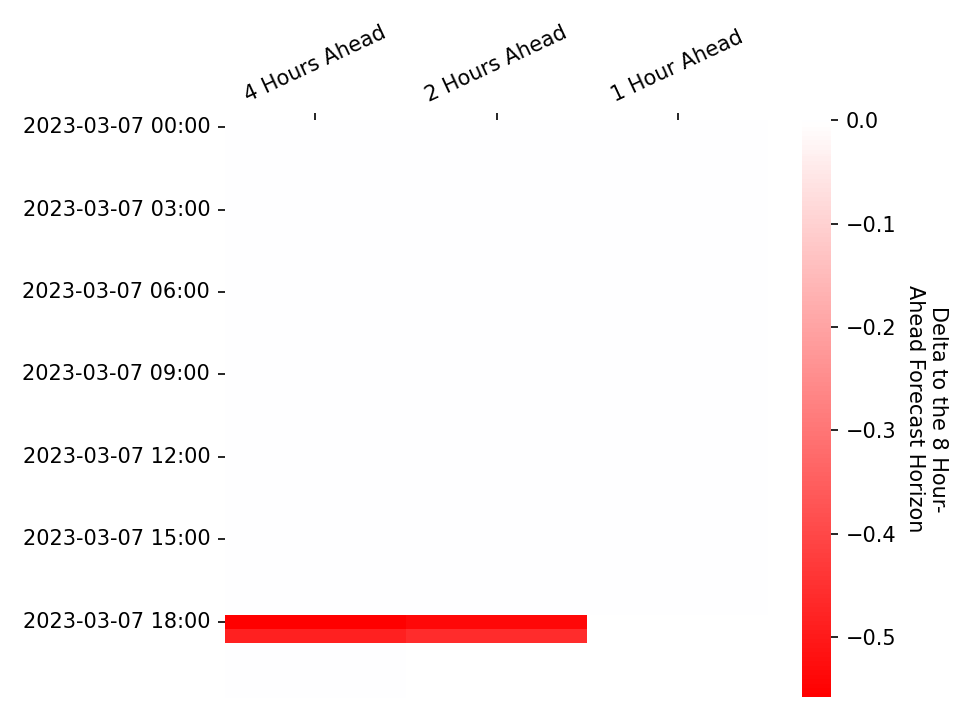 4 Hours Ahead
2 Hours Ahead
1 Hour Ahead
2023-03-07 00:00
2023-03-07 03:00
2023-03-07 06:00
2023-03-07 09:00
2023-03-07 12:00
2023-03-07 15:00
2023-03-07 18:00
0.0
−0.1
−0.2
−0.3
−0.4
−0.5
Delta to the 8 Hour-
Ahead Forecast Horizon